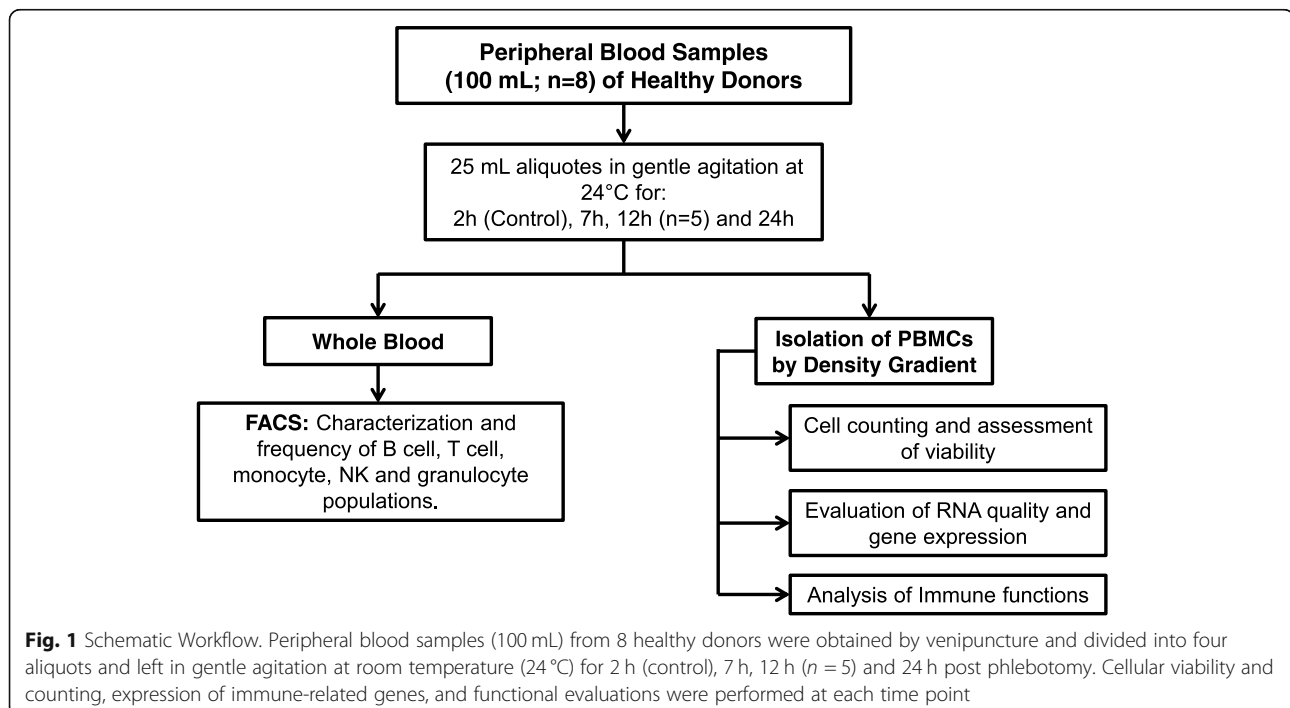 Peripheral Blood Samples
(100 mL; n=8) of Healthy Donors
25 mL aliquotes in gentle agitation at
24°C for:
2h (Control), 7h, 12h (n=5) and 24h
Whole Blood
FACS: Characterization and
frequency of B cell, T cell,
monocyte, NK and granulocyte
populations.
Isolation of PBMCs
by Density Gradient
Cell counting and assessment
of viability
Evaluation of RNA quality and
gene expression
Analysis of Immune functions
Fig. 1 Schematic Workflow. Peripheral blood samples (100 mL) from 8 healthy donors were obtained by venipuncture and divided into four
aliquots and left in gentle agitation at room temperature (24 °C) for 2 h (control), 7 h, 12 h (n = 5) and 24 h post phlebotomy. Cellular viability and
counting, expression of immune-related genes, and functional evaluations were performed at each time point